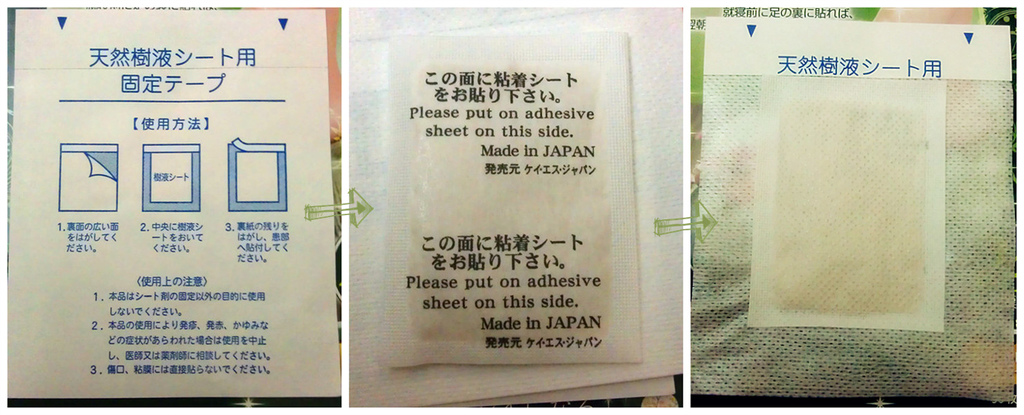 天然樹液シート用
固定テープ
【使用方法】
樹液シート
1.裏面の広い面
をはがしてく
ださい。
2.中央に樹液シ
ートをおいて
ください。
3.裏紙の残りを
はがし、患部
へ貼付してく
ださい。
〈使用上の注意〉
1.本品はシート剤の固定以外の目的に使用
しないでください。
2.本品の使用により発疹、発赤、かゆみな
どの症状があらわれた場合は使用を中止
し、医師又は薬剤師に相談してください。
3.傷口、粘膜には直接貼らないでください。
この面に粘着シート
をお貼り下さい。
Please put on adhesive
sheet on this side.
Made in JAPAN
発売元 ケイ・エス・ジャパン
この面に粘着シート
をお貼り下さい。
Please put on adhesive
sheet on this side.
Made in JAPAN
発売元 ケイ・エス・ジャパン
就寝前に足の裏に貼れば、
翌朝
天然樹液シート用